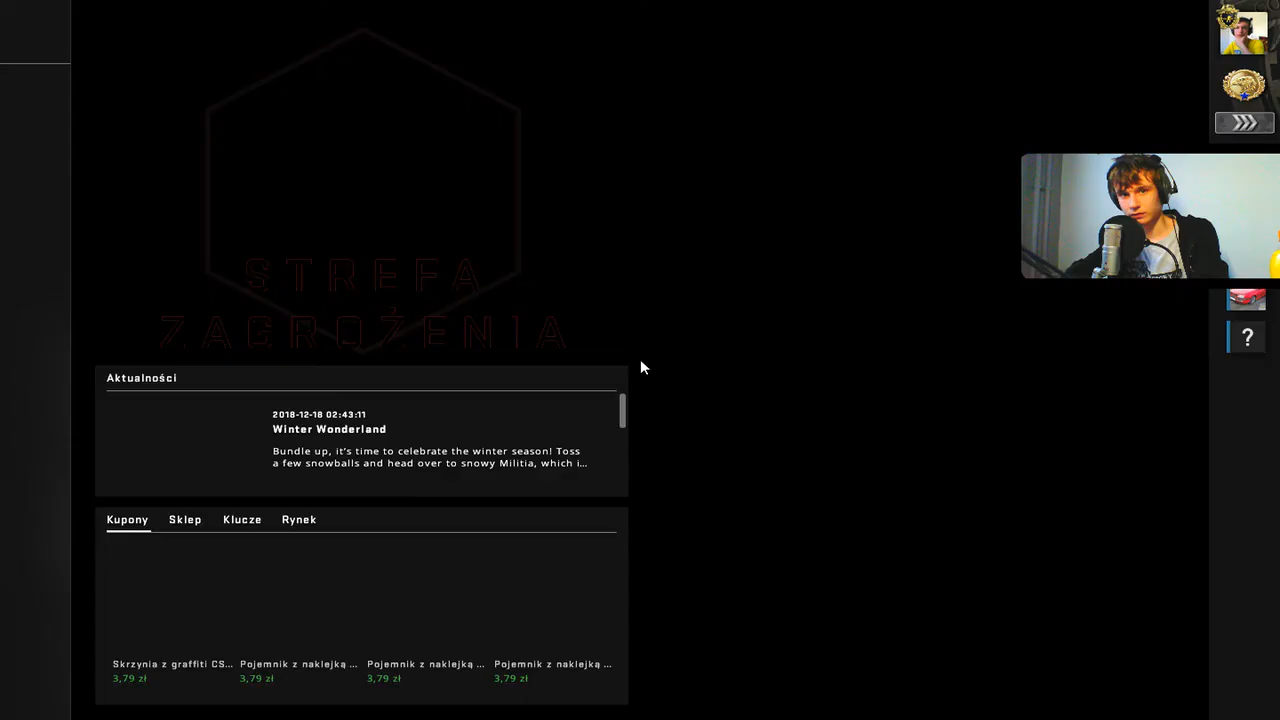 STREFA
ZAGROŻENIA
Aktualności
2018-12-18 02:43:11
Winter Wonderland
Bundle up, it's time to celebrate the winter season! Toss
a few snowballs and head over to snowy Militia, which i...
Kupony Sklep Klucze Rynek
Skrzynia z graffiti CS... Pojemnik z naklejką ... Pojemnik z naklejką ... Pojemnik z naklejką ...
3,79 zł 3,79 zł 3,79 zł 3,79 zł
?